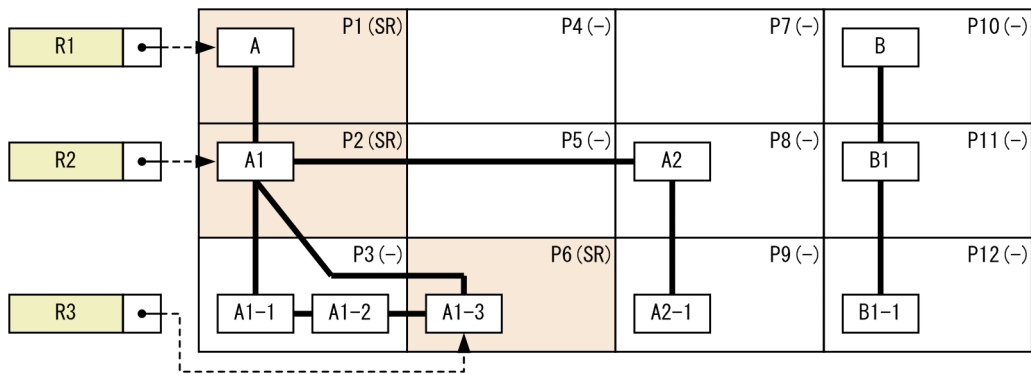 R1
A
P1(SR)
P4(−)
P7(−)
B
P10(−)
R2
A1
P2(SR)
P5(−)
A2
P8(−)
B1
P11(−)
P3(−)
P6(SR)
P9(−)
P12(−)
R3
A1-1
A1-2
A1-3
A2-1
B1-1